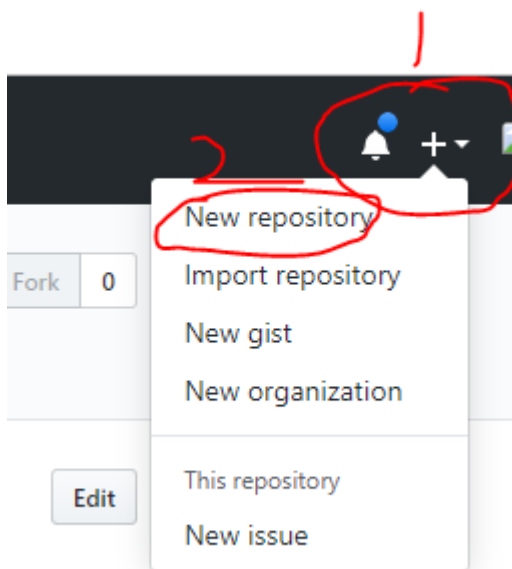 1
2
New repository
Import repository
Fork 0
New gist
New organization
This repository
Edit
New issue